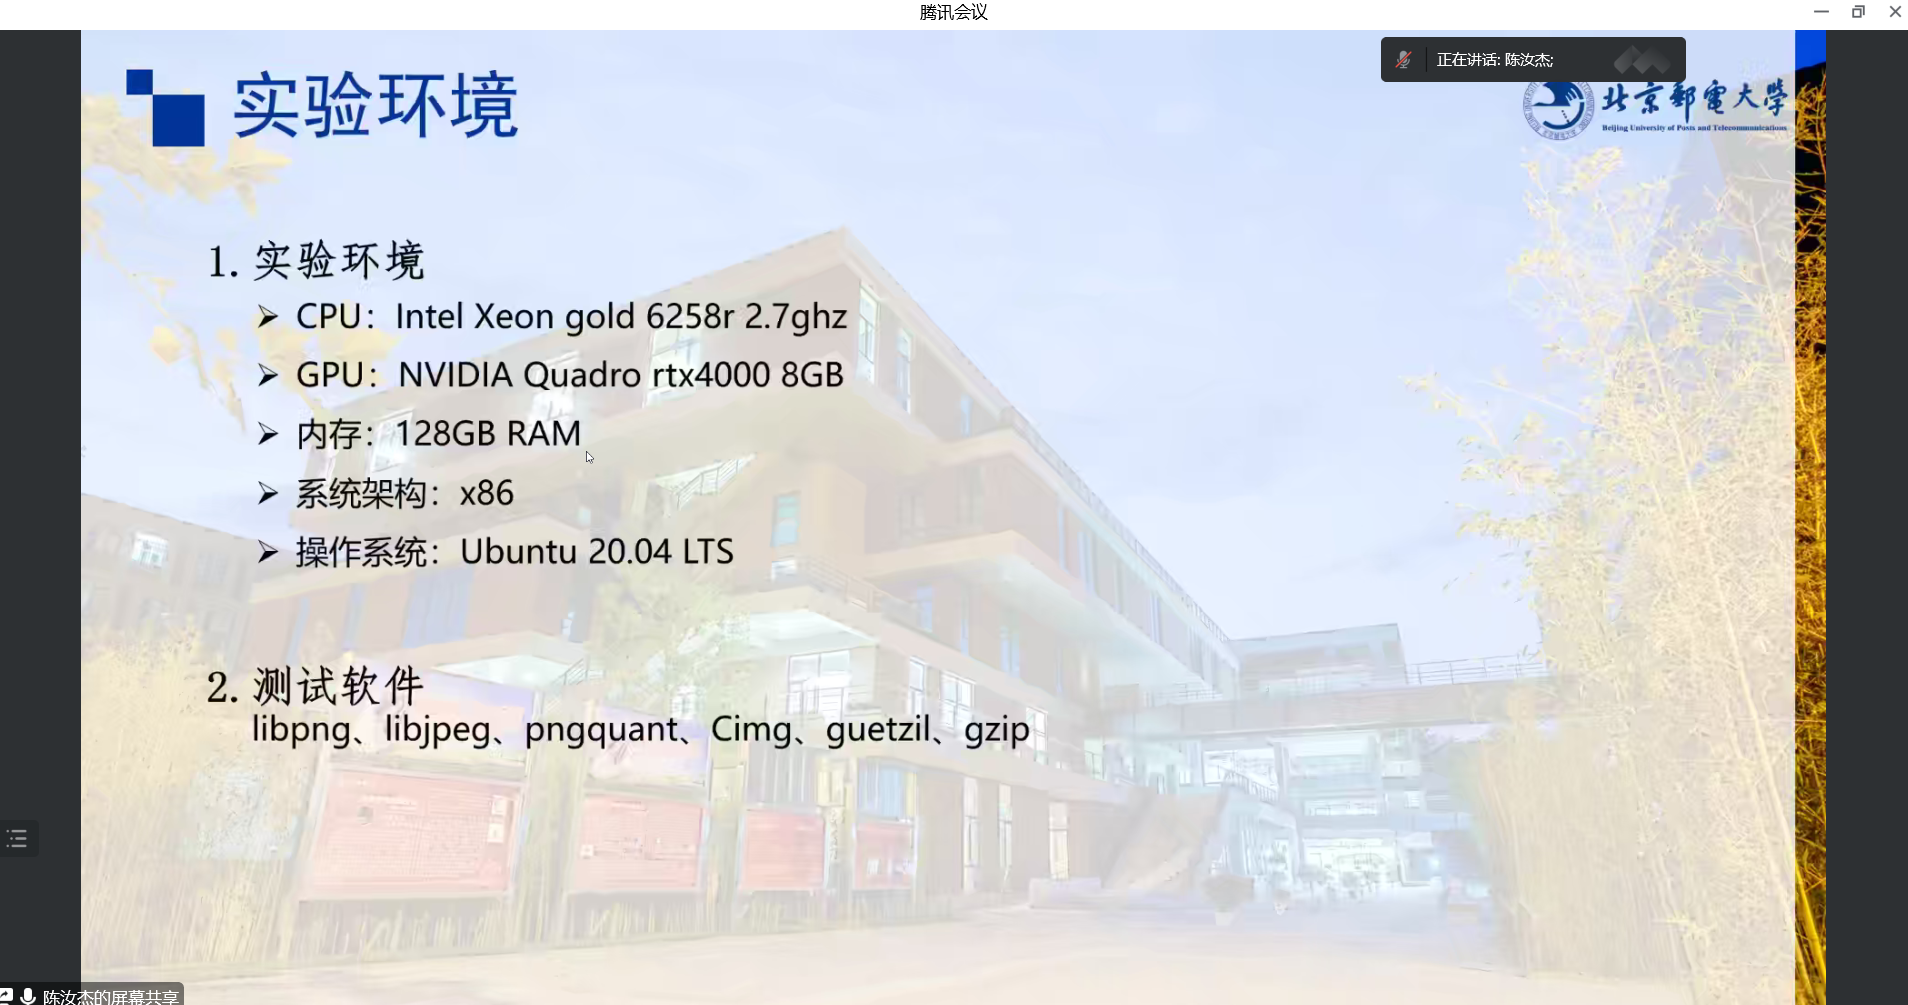 腾讯会议
正在讲话: 陈汝杰;
实验环境
北京郵電大學
Beijing University of Posts and Telecommunications
1. 实验环境
➢ CPU：Intel Xeon gold 6258r 2.7ghz
➢ GPU：NVIDIA Quadro rtx4000 8GB
➢ 内存：128GB RAM
➢ 系统架构：x86
➢ 操作系统：Ubuntu 20.04 LTS
2. 测试软件
libpng、libjpeg、pngquant、Cimg、guetzil、gzip
陈汝杰的屏幕共享